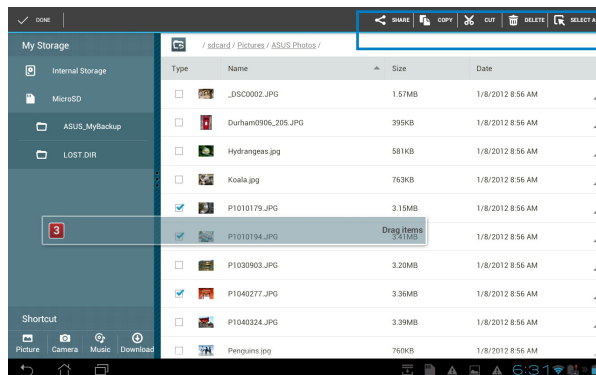 DONE SHARE COPY CUT DELETE SELECT A
My Storage / sdcard / Pictures / ASUS Photos /
Internal Storage Type Name Size Date
MicroSD _DSC0002.JPG 1.57MB 1/8/2012 8:56 AM
ASUS_MyBackup Durham0906_205.JPG 395KB 1/8/2012 8:56 AM
LOST.DIR Hydrangeas.jpg 581KB 1/8/2012 8:56 AM
Koala.jpg 763KB 1/8/2012 8:56 AM
P1010179.JPG 3.15MB 1/8/2012 8:56 AM
3 Drag items
P1010194.JPG 3.41MB 1/8/2012 8:56 AM
P1030903.JPG 3.20MB 1/8/2012 8:56 AM
P1040277.JPG 3.36MB 1/8/2012 8:56 AM
Shortcut P1040324.JPG 3.39MB 1/8/2012 8:56 AM
Picture Camera Music Download Penguins.jpg 760KB 1/8/2012 8:56 AM
6:31